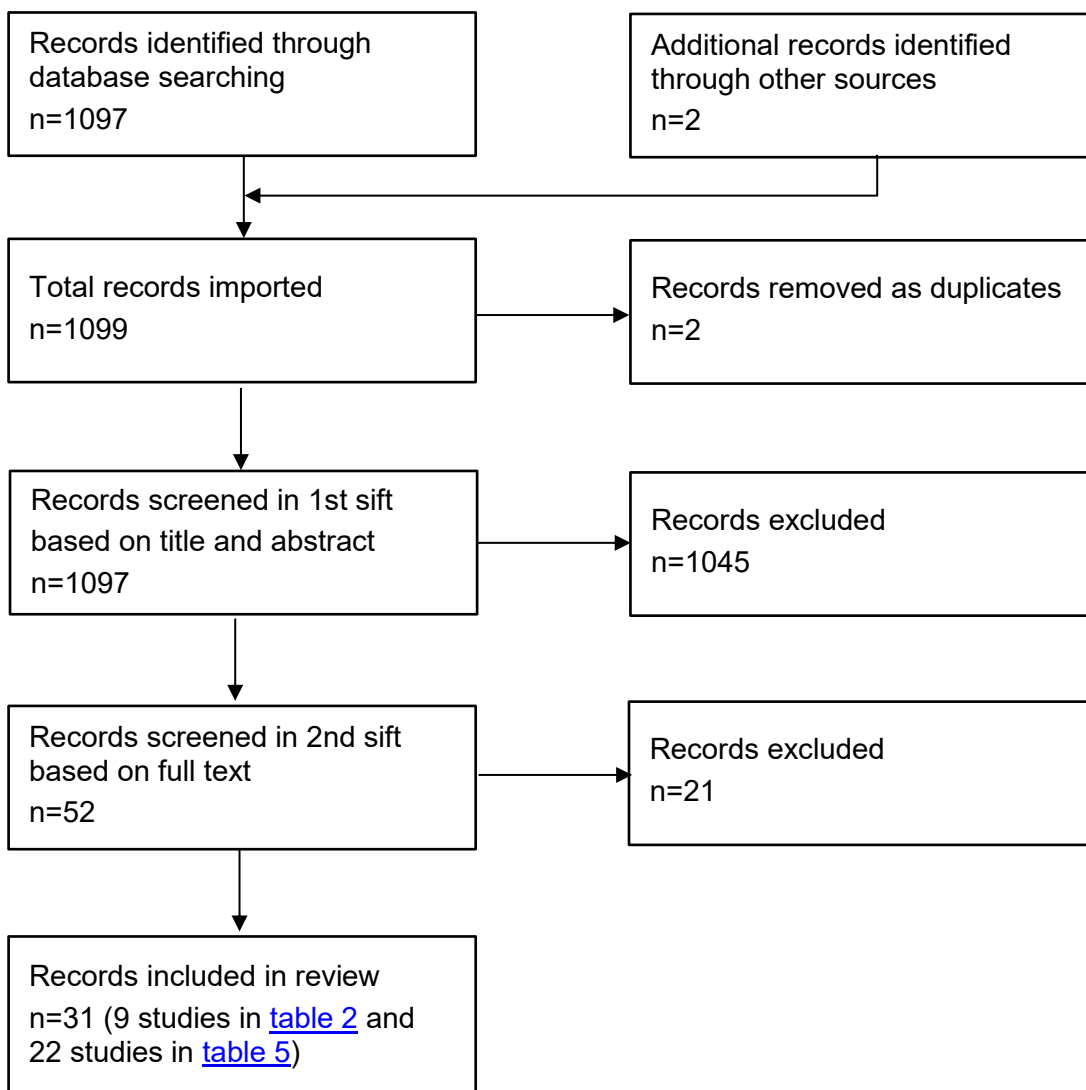 Records identified through
database searching
n=1097
Additional records identified
through other sources
n=2
Total records imported
n=1099
Records removed as duplicates
n=2
Records screened in 1st sift
based on title and abstract
n=1097
Records excluded
n=1045
Records screened in 2nd sift
based on full text
n=52
Records excluded
n=21
Records included in review
n=31 (9 studies in table 2 and
22 studies in table 5)